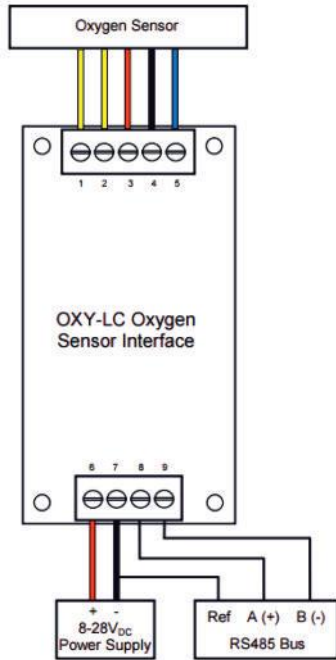 Oxygen Sensor
1 2 3 4 5
OXY-LC Oxygen
Sensor Interface
6 7 8 9
+ -
8-28VDC
Power Supply
Ref A (+) B (-)
RS485 Bus